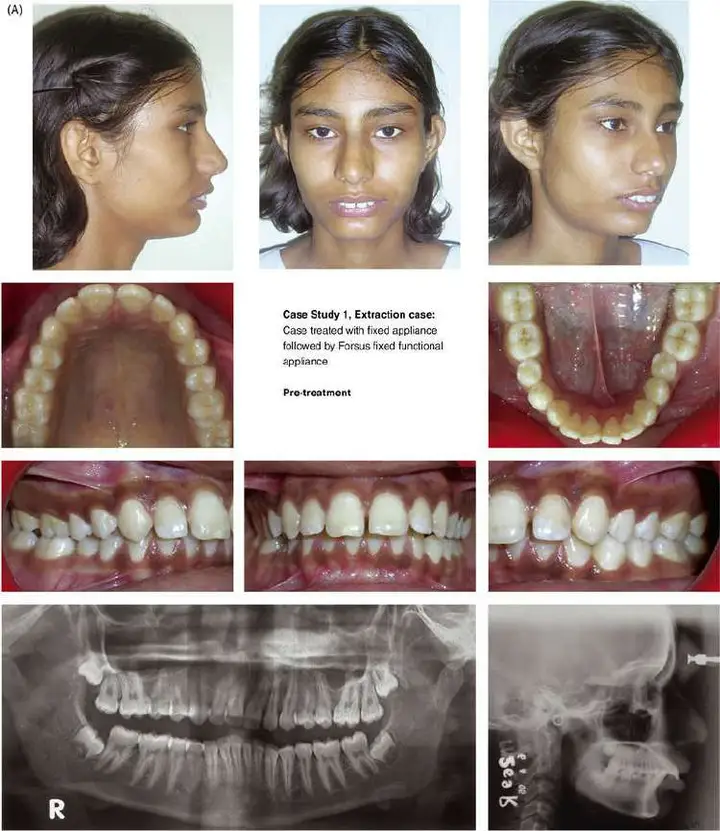 (A)
Case Study 1, Extraction case:
Case treated with fixed appliance
followed by Forsus fixed functional
appliance
Pre-treatment
R